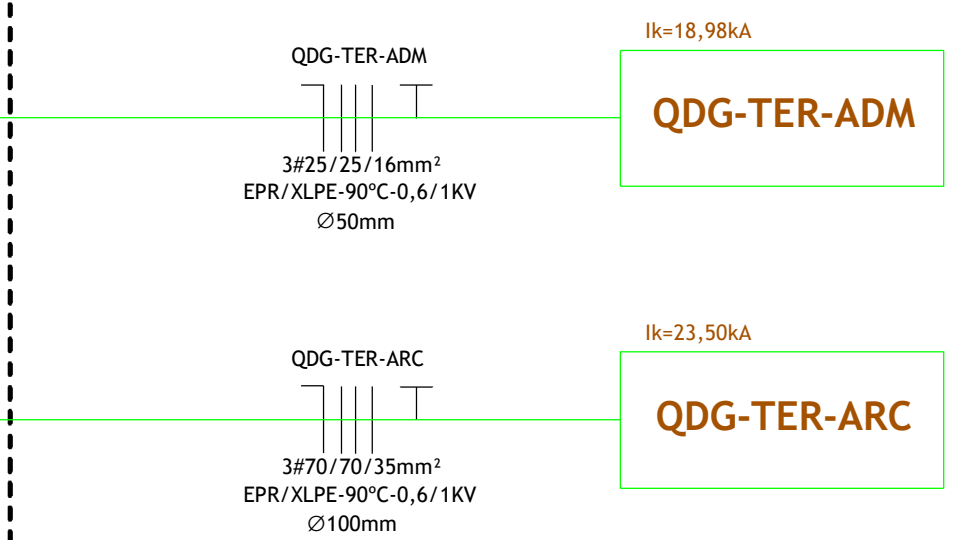 Ik=18,98kA
QDG-TER-ADM
QDG-TER-ADM
3#25/25/16mm²
EPR/XLPE-90ºC-0,6/1KV
∅50mm
Ik=23,50kA
QDG-TER-ARC
QDG-TER-ARC
3#70/70/35mm²
EPR/XLPE-90ºC-0,6/1KV
∅100mm